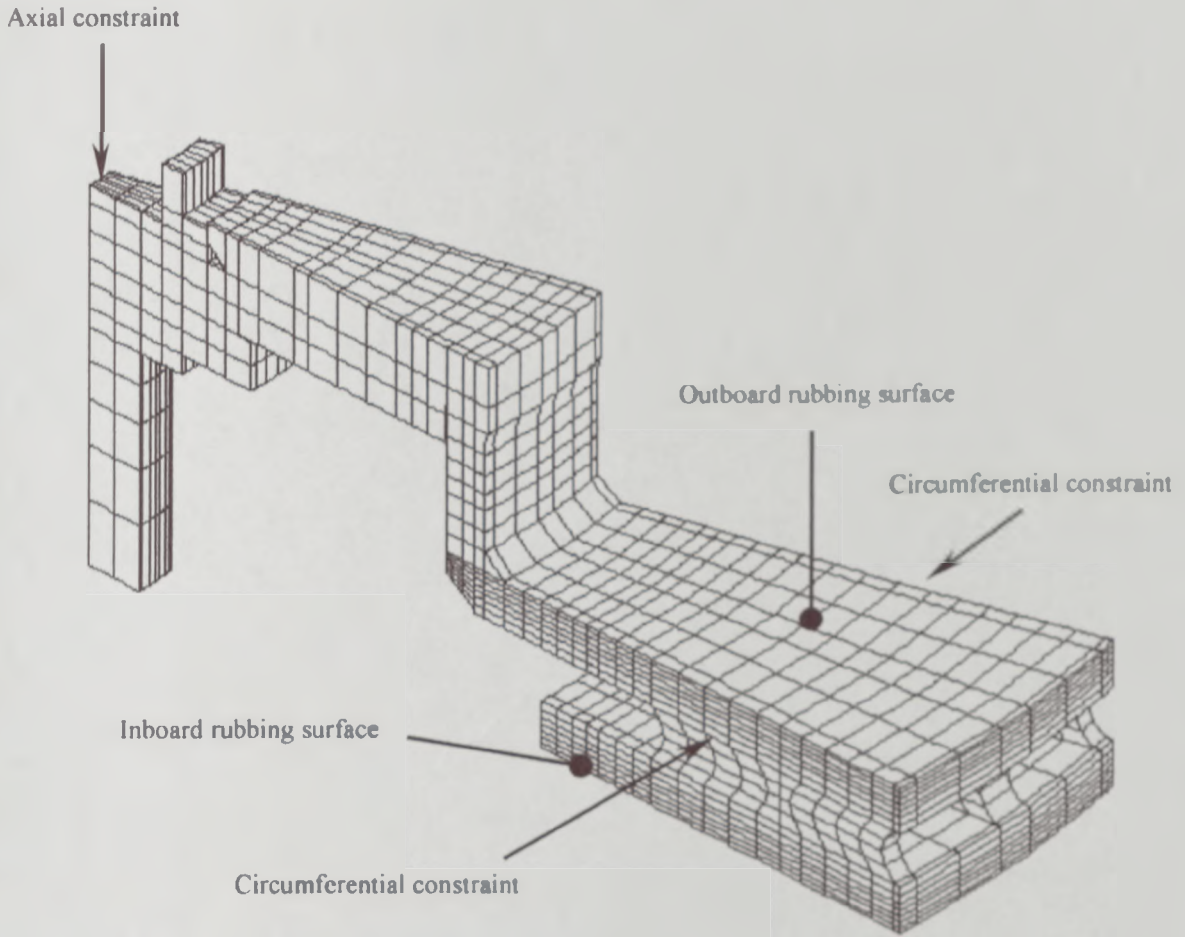 Axial constraint
Outboard rubbing surface
Circumferential constraint
Inboard rubbing surface
Circumferential constraint